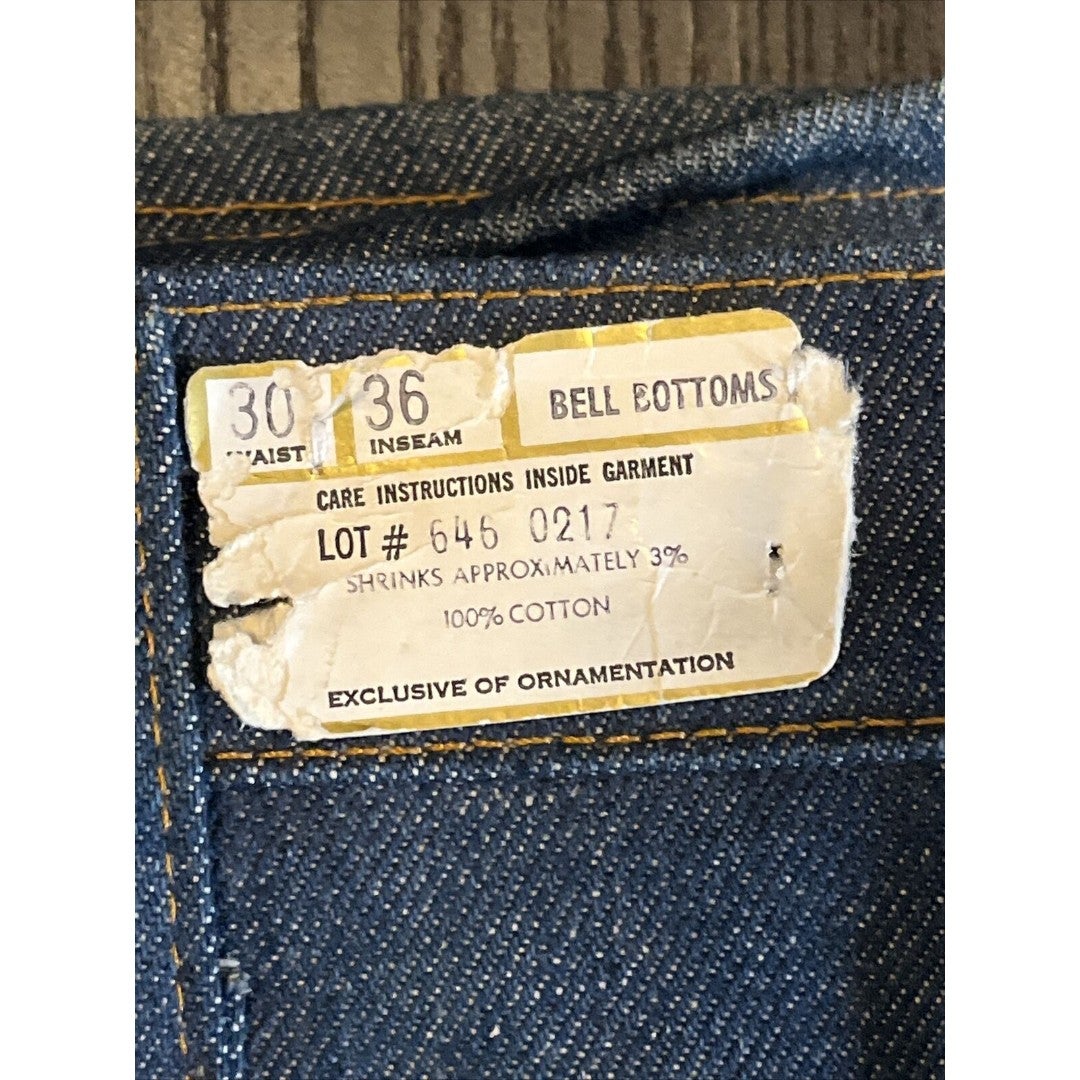 30 36 BELL BOTTOMS
WAIST INSEAM
CARE INSTRUCTIONS INSIDE GARMENT
LOT # 646 0217
SHRINKS APPROXIMATELY 3%
100% COTTON
EXCLUSIVE OF ORNAMENTATION